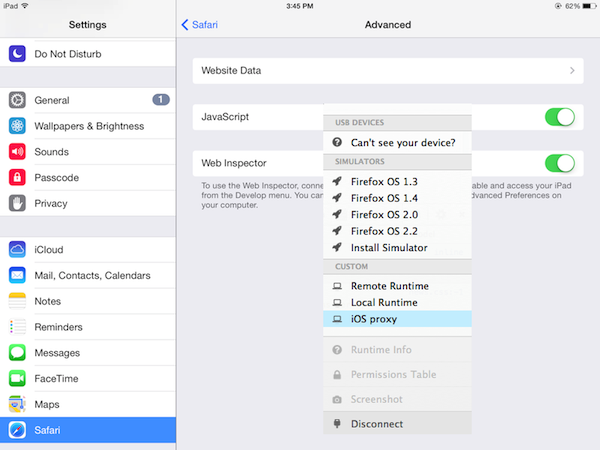 iPad
3:45 PM
62%
Settings
Do Not Disturb
General
1
Wallpapers & Brightness
Sounds
Passcode
Privacy
iCloud
Mail, Contacts, Calendars
Notes
Reminders
Messages
FaceTime
Maps
Safari
Safari
Advanced
Website Data
JavaScript
Web Inspector
To use the Web Inspector, conne
able and access your iPad
from the Develop menu. You can
dvanced Preferences on
your computer.
USB DEVICES
Can't see your device?
SIMULATORS
Firefox OS 1.3
Firefox OS 1.4
Firefox OS 2.0
Firefox OS 2.2
Install Simulator
CUSTOM
Remote Runtime
Local Runtime
iOS proxy
Runtime Info
Permissions Table
Screenshot
Disconnect